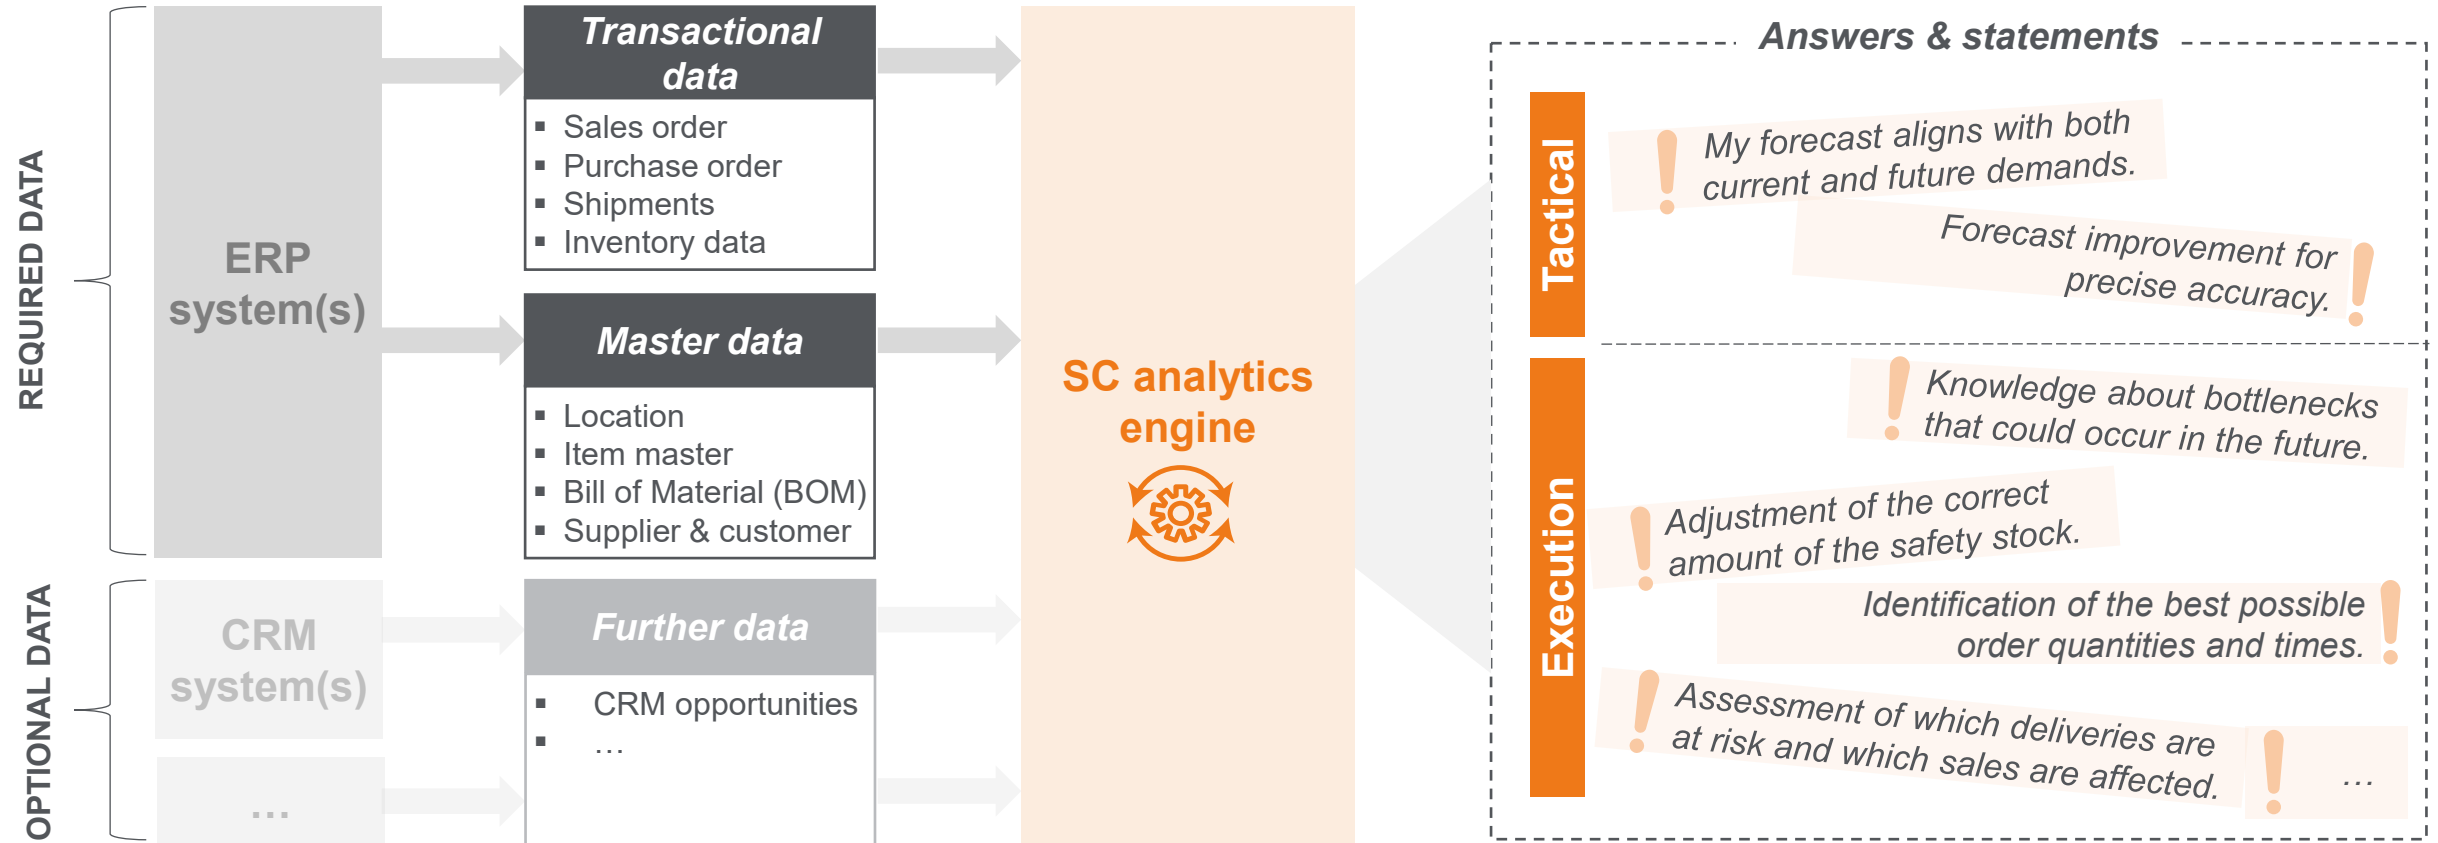 REQUIRED DATA
ERP
system(s)
Transactional
data
▪ Sales order
▪ Purchase order
▪ Shipments
▪ Inventory data
Master data
▪ Location
▪ Item master
▪ Bill of Material (BOM)
▪ Supplier & customer
OPTIONAL DATA
CRM
system(s)
...
Further data
▪ CRM opportunities
▪ ...
SC analytics
engine
Answers & statements
Tactical
! My forecast aligns with both
current and future demands.
Forecast improvement for
precise accuracy. !
Execution
! Knowledge about bottlenecks
that could occur in the future.
! Adjustment of the correct
amount of the safety stock.
Identification of the best possible
order quantities and times. !
! Assessment of which deliveries are
at risk and which sales are affected.
! ...